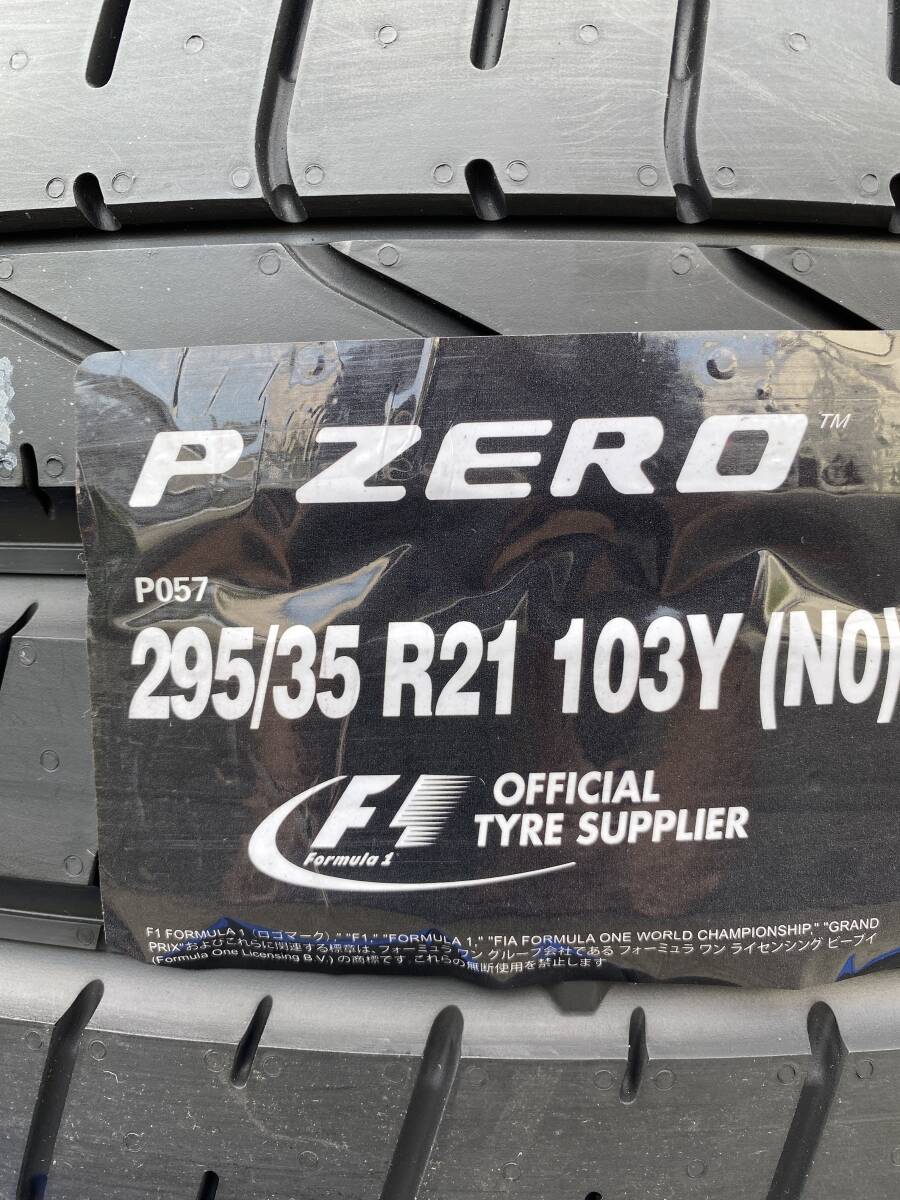 P ZERO™
P057
295/35 R21 103Y (N0)
F1 OFFICIAL
Formula 1 TYRE SUPPLIER
F1 FORMULA 1 (ロゴマーク)," "F1," "FORMULA 1," "FIA FORMULA ONE WORLD CHAMPIONSHIP," "GRAND
PRIX"およびこれらに関連する標章は、フォーミュラ ワン グループ会社である フォーミュラ ワン ライセンシング ビーブイ
(Formula One Licensing B.V.) の商標です。これらの無断使用を禁止します